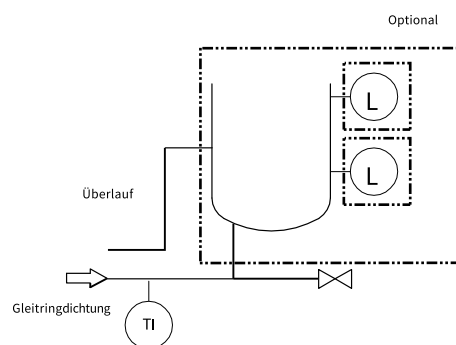 Optional
L
L
Überlauf
Gleitringdichtung
TI